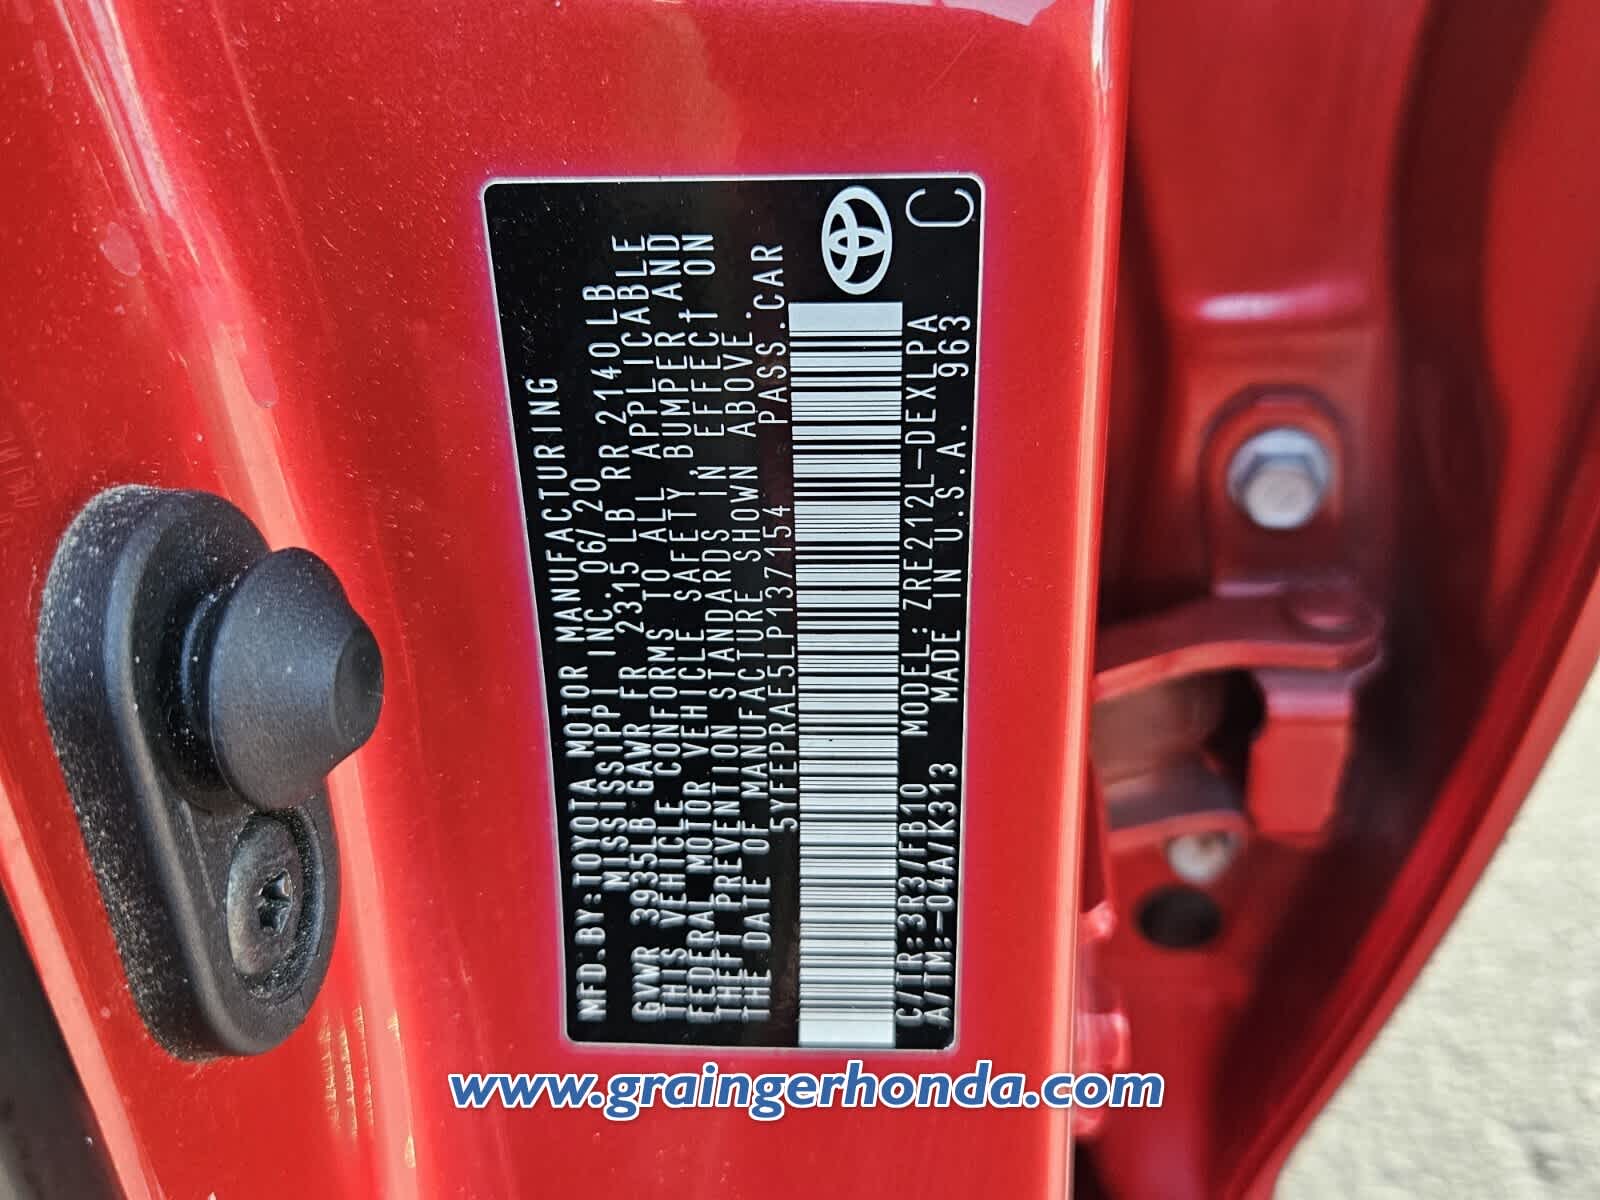 MFD.BY:TOYOTA MOTOR MANUFACTURING
MISSISSIPPI INC. 06/20
GVWR 3935LB GAWR FR 2315 LB RR 2140LB
THIS VEHICLE CONFORMS TO ALL APPLICABLE
FEDERAL MOTOR VEHICLE SAFETY,BUMPER AND
THEFT PREVENTION STANDARDS IN EFFECT ON
THE DATE OF MANUFACTURE SHOWN ABOVE.
5YFEPRAE5LP137154 PASS.CAR
C/TR:3R3/FB10 MODEL:ZRE212L-DEXLPA
A/TM:-04A/K313 MADE IN U.S.A. 963
C
www.graingerhonda.com